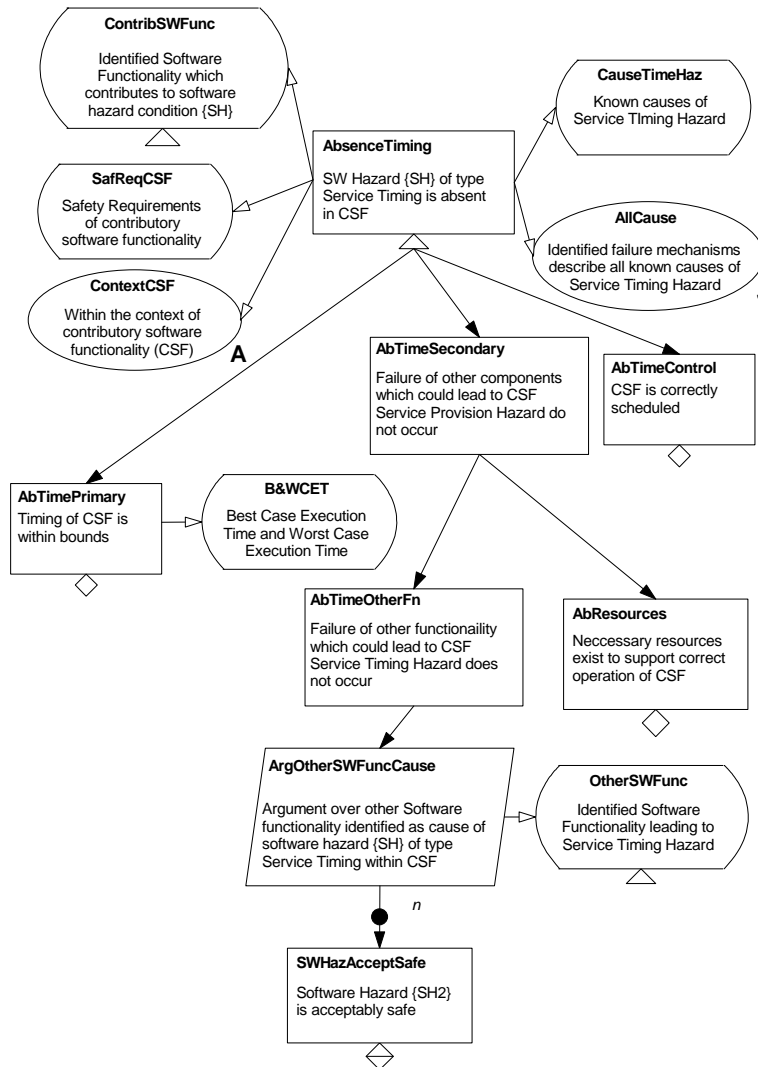 ContribSWFunc
Identified Software
Functionality which
contributes to software
hazard condition {SH}
CauseTimeHaz
Known causes of
Service TIming Hazard
AbsenceTiming
SW Hazard {SH} of type
Service Timing is absent
in CSF
SafReqCSF
Safety Requirements
of contributory
software functionality
AllCause
Identified failure mechanisms
describe all known causes of
Service Timing Hazard
ContextCSF
Within the context of
contributory software
functionality (CSF)
A
AbTimeSecondary
Failure of other components
which could lead to CSF
Service Provision Hazard do
not occur
AbTimeControl
CSF is correctly
scheduled
AbTimePrimary
Timing of CSF is
within bounds
B&WCET
Best Case Execution
Time and Worst Case
Execution Time
AbTimeOtherFn
Failure of other functionaility
which could lead to CSF
Service Timing Hazard does
not occur
AbResources
Neccessary resources
exist to support correct
operation of CSF
ArgOtherSWFuncCause
Argument over other Software
functionality identified as cause of
software hazard {SH} of type
Service Timing within CSF
OtherSWFunc
Identified Software
Functionality leading to
Service Timing Hazard
n
SWHazAcceptSafe
Software Hazard {SH2}
is acceptably safe